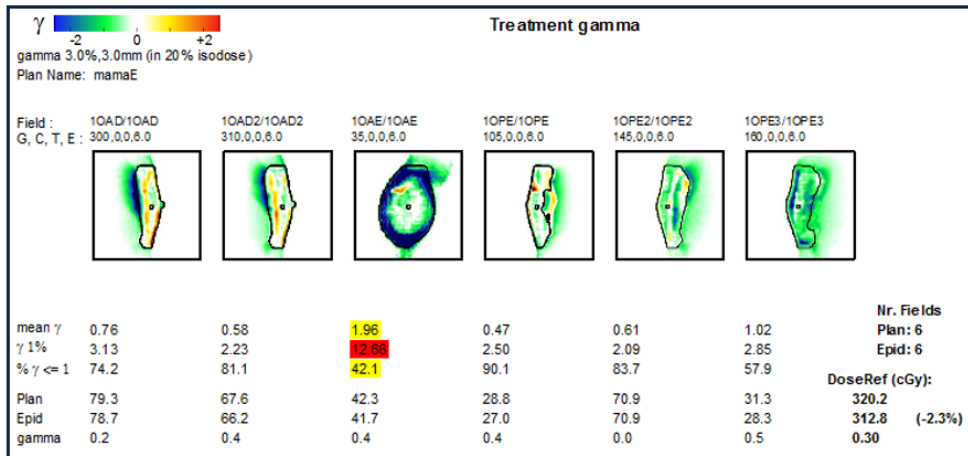 γ
Treatment gamma
-2 0 +2
gamma 3.0%,3.0mm (in 20% isodose)
Plan Name: mamaE
Field : 1OAD/1OAD 1OAD2/1OAD2 1OAE/1OAE 1OPE/1OPE 1OPE2/1OPE2 1OPE3/1OPE3
G, C, T, E : 300,0,0,6.0 310,0,0,6.0 35,0,0,6.0 105,0,0,6.0 145,0,0,6.0 160,0,0,6.0
Nr. Fields
mean γ 0.76 0.58 1.96 0.47 0.61 1.02 Plan: 6
γ 1% 3.13 2.23 12.66 2.50 2.09 2.85 Epid: 6
% γ <= 1 74.2 81.1 42.1 90.1 83.7 57.9
DoseRef (cGy):
Plan 79.3 67.6 42.3 28.8 70.9 31.3 320.2
Epid 78.7 66.2 41.7 27.0 70.9 28.3 312.8 (-2.3%)
gamma 0.2 0.4 0.4 0.4 0.0 0.5 0.30